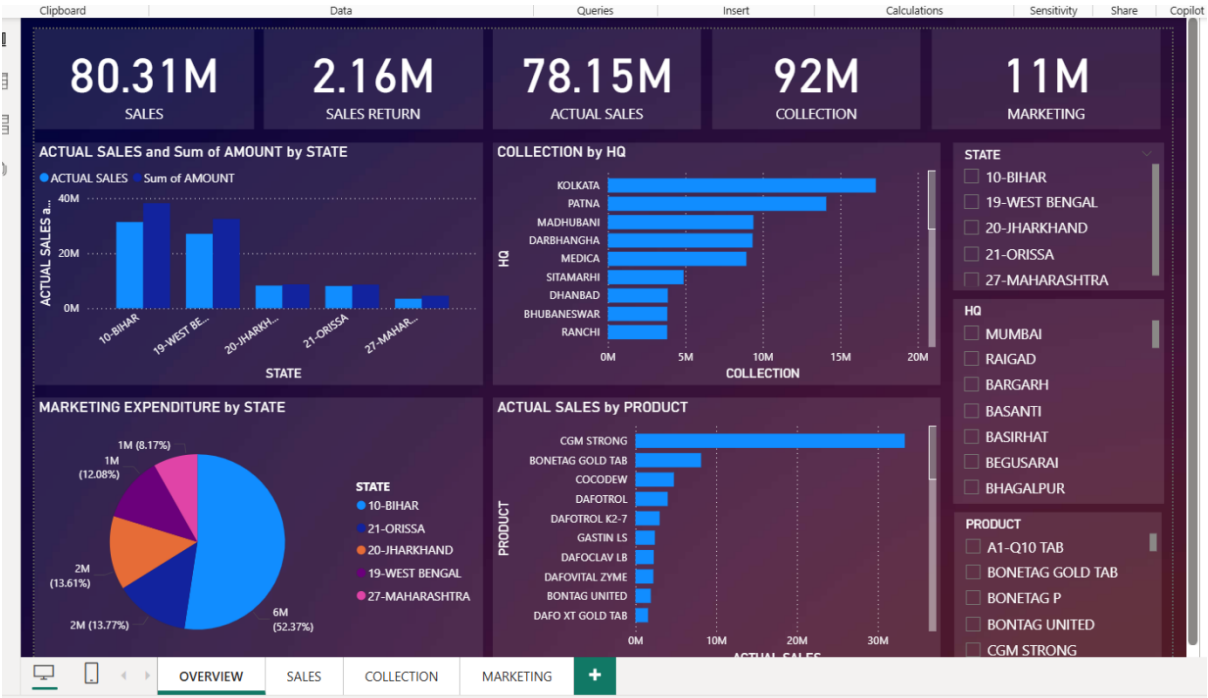 Clipboard Data Queries Insert Calculations Sensitivity Share Copilot
80.31M
SALES
2.16M
SALES RETURN
78.15M
ACTUAL SALES
92M
COLLECTION
11M
MARKETING
ACTUAL SALES and Sum of AMOUNT by STATE
ACTUAL SALES Sum of AMOUNT
ACTUAL SALES a...
40M
20M
0M
10-BIHAR
19-WEST BE...
20-JHARKH...
21-ORISSA
27-MAHAR...
STATE
COLLECTION by HQ
HQ
KOLKATA
PATNA
MADHUBANI
DARBHANGHA
MEDICA
SITAMARHI
DHANBAD
BHUBANESWAR
RANCHI
0M 5M 10M 15M 20M
COLLECTION
STATE
10-BIHAR
19-WEST BENGAL
20-JHARKHAND
21-ORISSA
27-MAHARASHTRA
HQ
MUMBAI
RAIGAD
BARGARH
BASANTI
BASIRHAT
BEGUSARAI
BHAGALPUR
MARKETING EXPENDITURE by STATE
1M (8.17%)
1M
(12.08%)
2M
(13.61%)
2M (13.77%)
6M
(52.37%)
STATE
10-BIHAR
21-ORISSA
20-JHARKHAND
19-WEST BENGAL
27-MAHARASHTRA
ACTUAL SALES by PRODUCT
PRODUCT
CGM STRONG
BONETAG GOLD TAB
COCODEW
DAFOTROL
DAFOTROL K2-7
GASTIN LS
DAFOCLAV LB
DAFOVITAL ZYME
BONTAG UNITED
DAFO XT GOLD TAB
0M 10M 20M 30M
ACTUAL SALES
PRODUCT
A1-Q10 TAB
BONETAG GOLD TAB
BONETAG P
BONTAG UNITED
CGM STRONG
OVERVIEW SALES COLLECTION MARKETING +